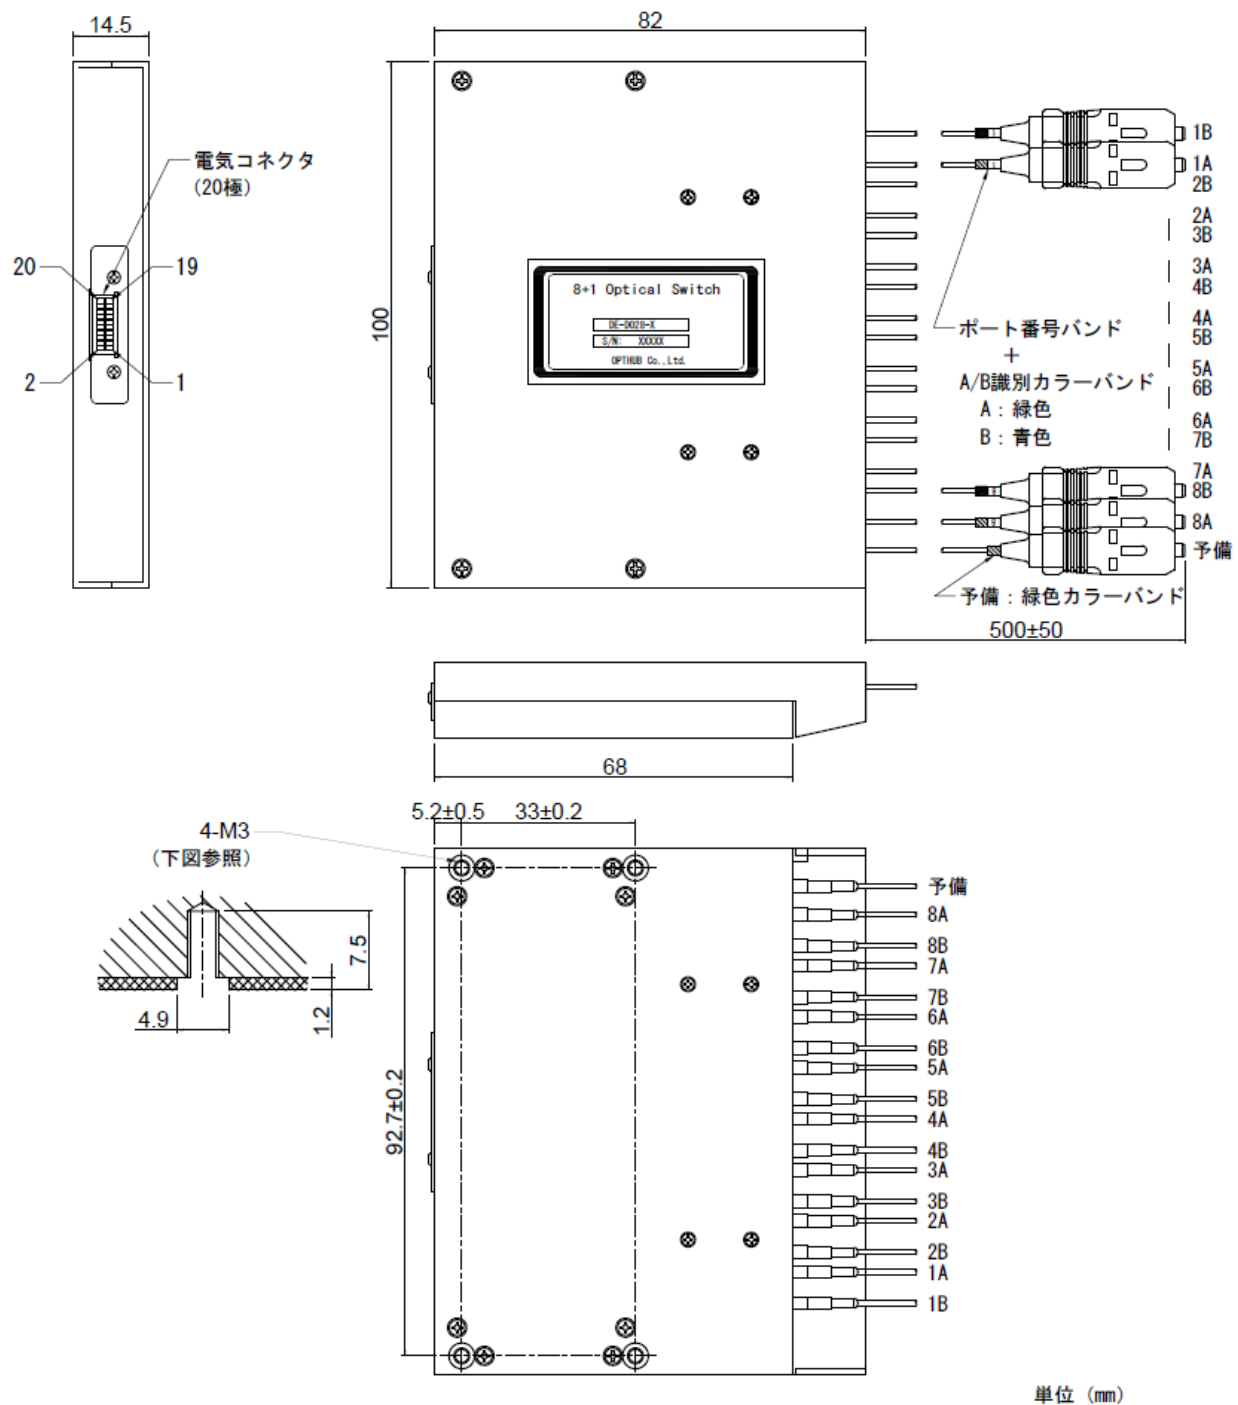 14.5
82
電気コネクタ
(20極)
20
19
2
1
100
8+1 Optical Switch
DE-D028-X
S/N: XXXXX
OPTHUB Co.,Ltd.
1B
1A
2B
2A
3B
3A
4B
4A
5B
5A
6B
6A
7B
7A
8B
8A
予備
ポート番号バンド
+
A/B識別カラーバンド
A：緑色
B：青色
予備：緑色カラーバンド
500±50
68
5.2±0.5
33±0.2
4-M3
(下図参照)
7.5
1.2
4.9
92.7±0.2
予備
8A
8B
7A
7B
6A
6B
5A
5B
4A
4B
3A
3B
2A
2B
1A
1B
単位 (mm)